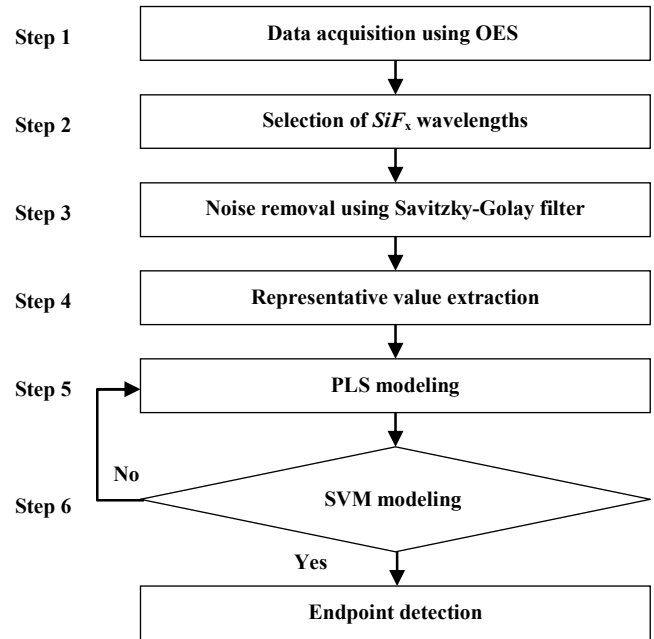 Step 1
Data acquisition using OES
Step 2
Selection of SiFx wavelengths
Step 3
Noise removal using Savitzky-Golay filter
Step 4
Representative value extraction
Step 5
PLS modeling
No
Step 6
SVM modeling
Yes
Endpoint detection